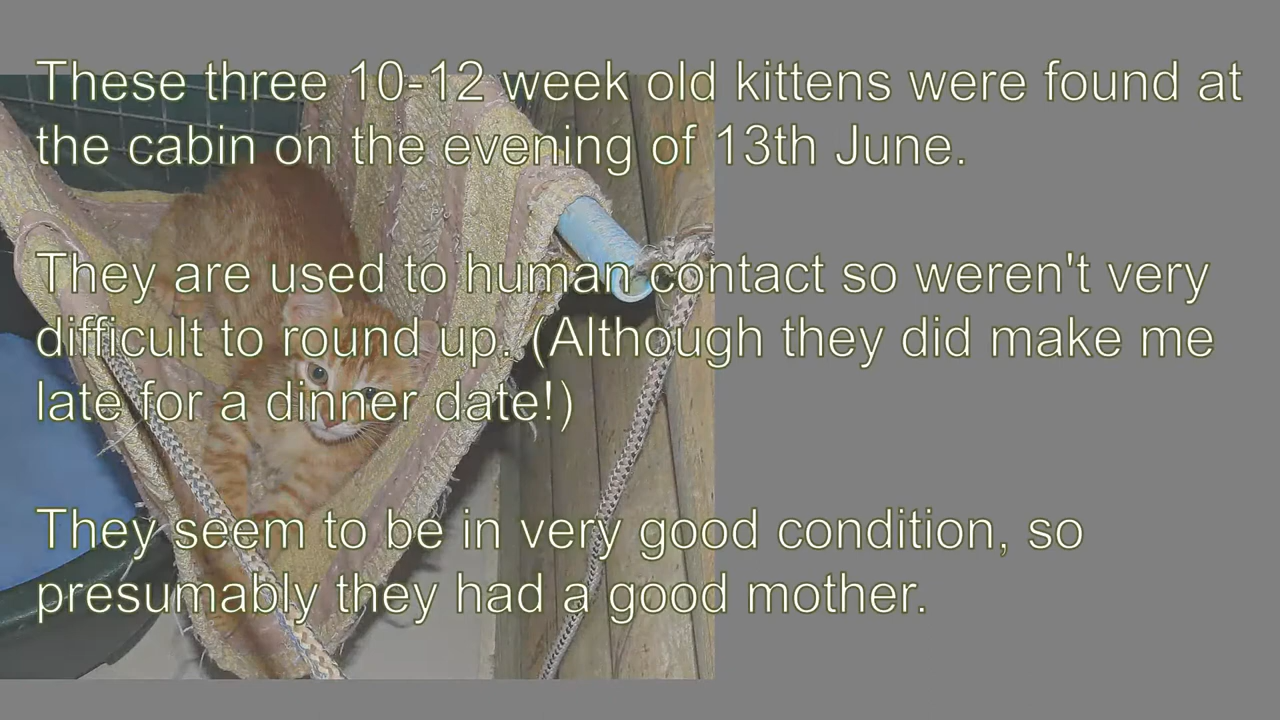 These three 10-12 week old kittens were found at
the cabin on the evening of 13th June.
They are used to human contact so weren't very
difficult to round up. (Although they did make me
late for a dinner date!)
They seem to be in very good condition, so
presumably they had a good mother.